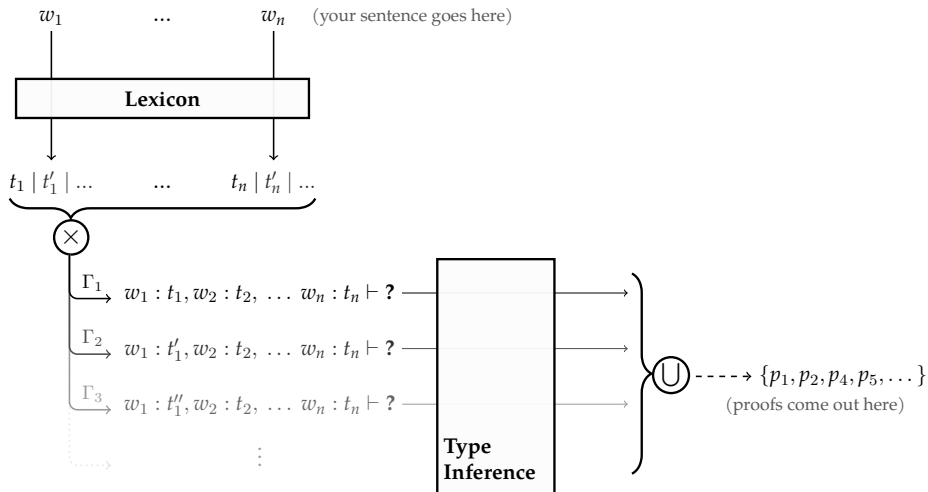 w₁ ... wₙ (your sentence goes here)
Lexicon
t₁ | t′₁ | ... ... tₙ | t′ₙ | ...
×
Γ₁ w₁ : t₁, w₂ : t₂, … wₙ : tₙ ⊢ ?
Γ₂ w₁ : t′₁, w₂ : t₂, … wₙ : tₙ ⊢ ?
⋃ {p₁, p₂, p₄, p₅, … }
Γ₃ w₁ : t″₁, w₂ : t₂, … wₙ : tₙ ⊢ ?
(proofs come out here)
⋮
Type
Inference